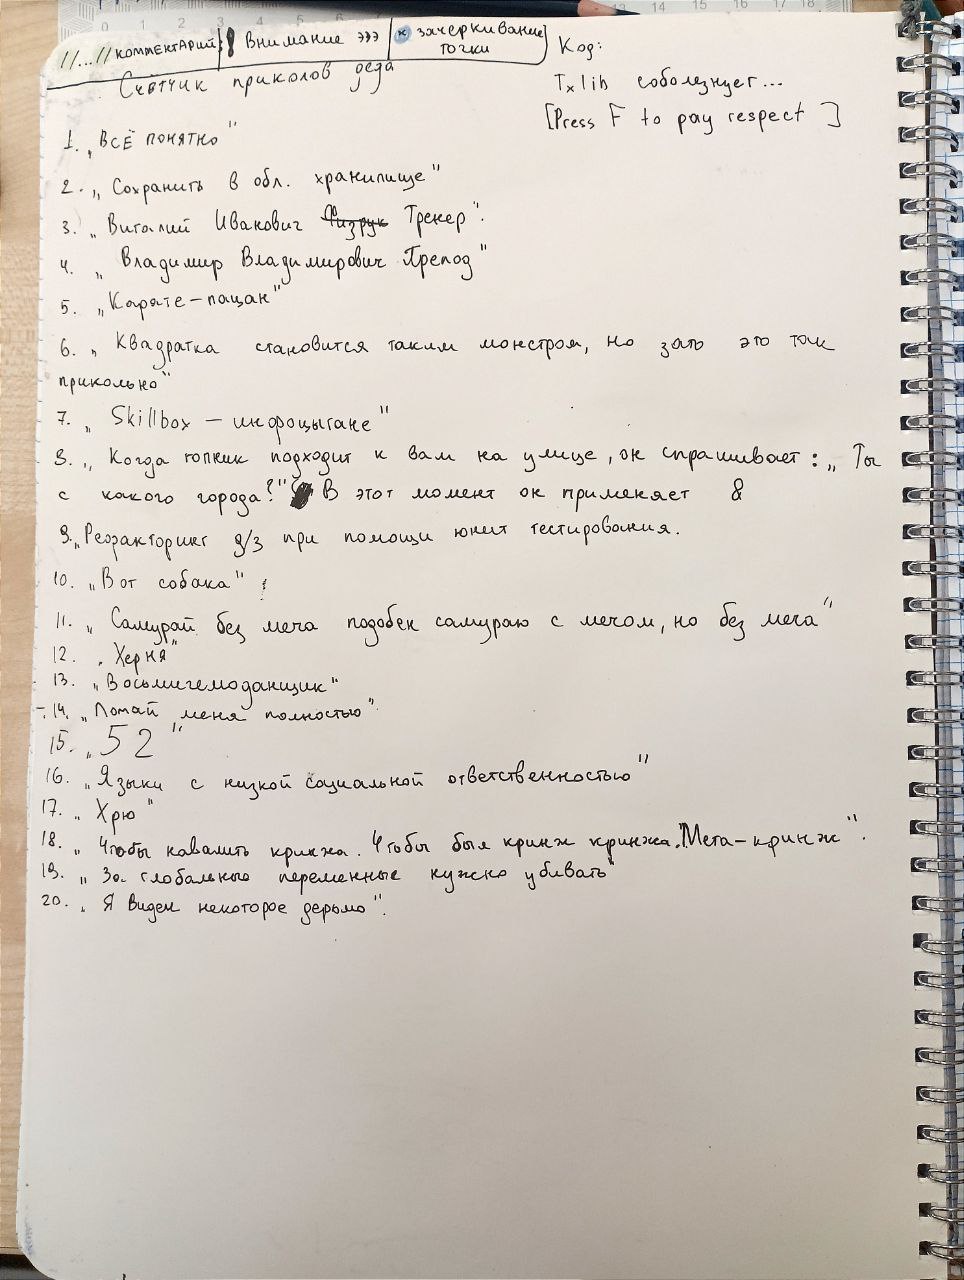 //...// комментарий ! Внимание эээ х зачеркивание точки
Код:
Счётчик приколов деда
Txlib соболезнует...
[Press F to pay respect ]
1. „Всё понятно"
2. „Сохранить в обл. хранилище"
3. „Виталий Иванович Физрук Трекер".
4. „Владимир Владимирович Препод"
5. „Карате-пацан"
6. „Квадратка становится таким монстром, но зато это тоже
прикольно"
7. „Skillbox – инфоцыгане"
8. „Когда гопник подходит к вам на улице, он спрашивает: „Ты
с какого города?" В этот момент он применяет &
9. „Рефакторинг д/з при помощи юнит тестирования.
10. „Вот собака"
11. „Самурай без меча подобен самураю с мечом, но без меча"
12. „Херня"
13. „Восьмигемоданщик"
14. „Ломай меня полностью".
15. „52"
16. „Языки с низкой социальной ответственностью"
17. „Хрю"
18. „Чтобы навалить кринжа. Чтобы был кринж кринжа. Мега-кринж".
19. „За глобальные переменные нужно убивать"
20. „Я виден некоторое дерьмо".